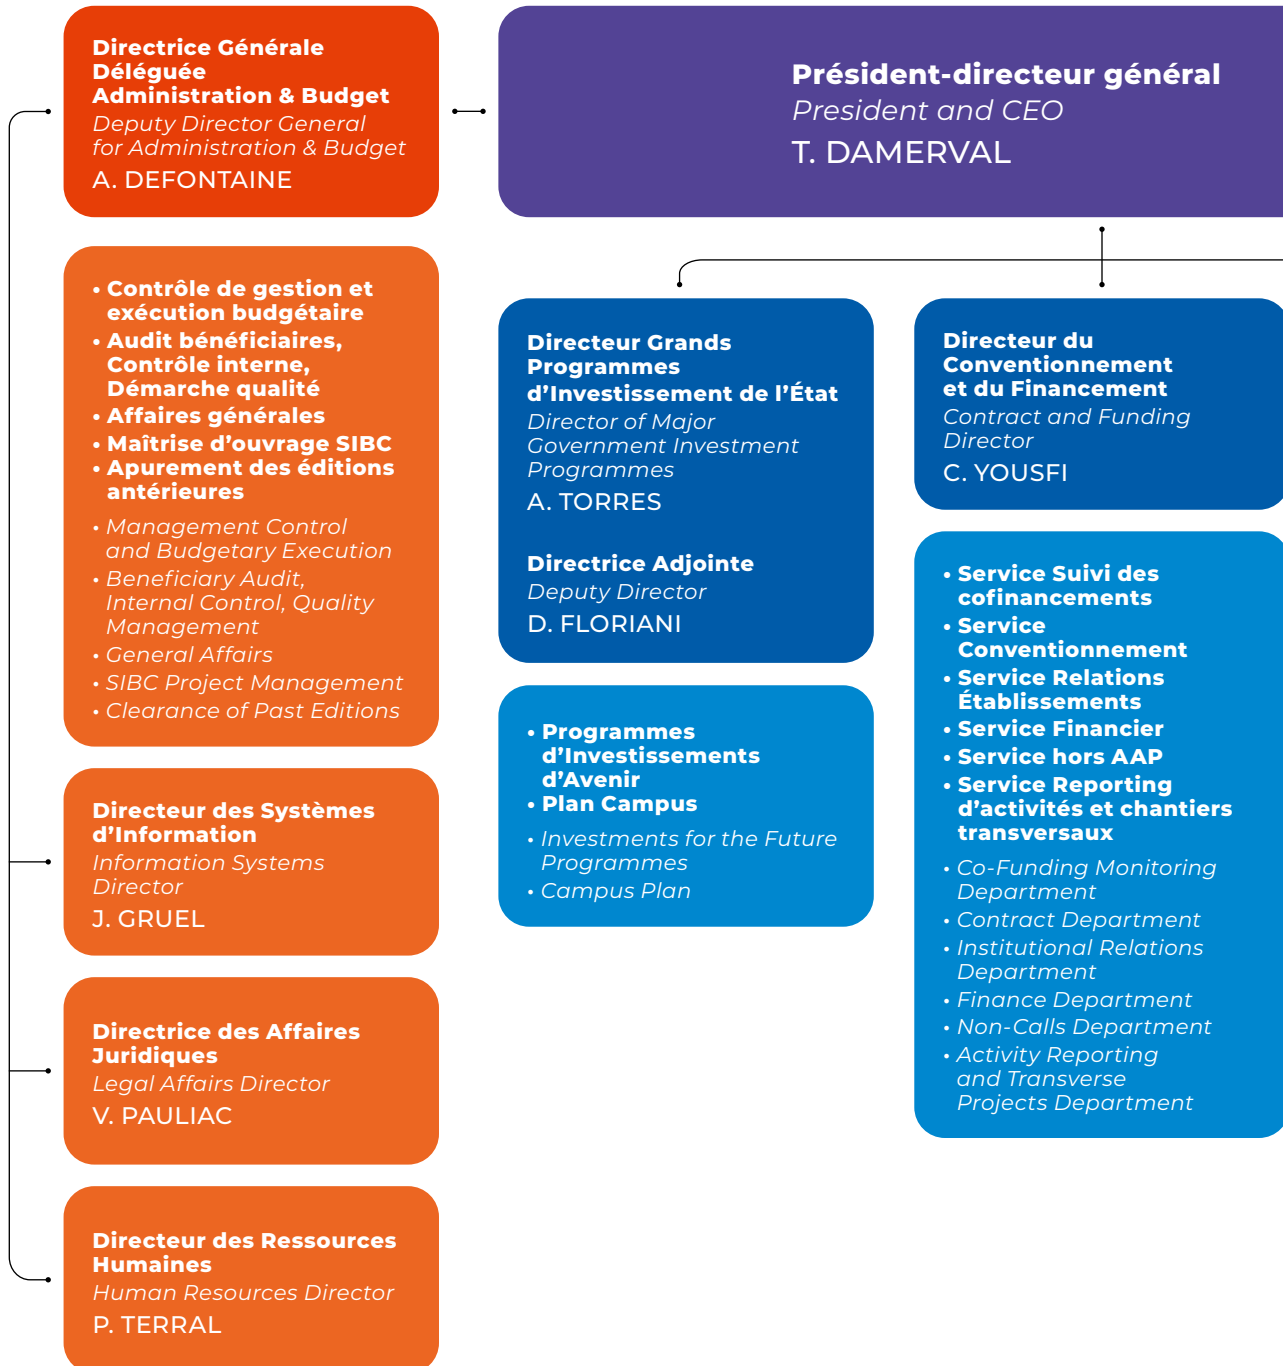 Directrice Générale
Déléguée
Administration & Budget
Deputy Director General
for Administration & Budget
A. DEFONTAINE
Président-directeur général
President and CEO
T. DAMERVAL
• Contrôle de gestion et
exécution budgétaire
• Audit bénéficiaires,
Contrôle interne,
Démarche qualité
• Affaires générales
• Maîtrise d’ouvrage SIBC
• Apurement des éditions
antérieures
• Management Control
and Budgetary Execution
• Beneficiary Audit,
Internal Control, Quality
Management
• General Affairs
• SIBC Project Management
• Clearance of Past Editions
Directeur des Systèmes
d’Information
Information Systems
Director
J. GRUEL
Directrice des Affaires
Juridiques
Legal Affairs Director
V. PAULIAC
Directeur des Ressources
Humaines
Human Resources Director
P. TERRAL
Directeur Grands
Programmes
d’Investissement de l’État
Director of Major
Government Investment
Programmes
A. TORRES
Directrice Adjointe
Deputy Director
D. FLORIANI
• Programmes
d’Investissements
d’Avenir
• Plan Campus
• Investments for the Future
Programmes
• Campus Plan
Directeur du
Conventionnement
et du Financement
Contract and Funding
Director
C. YOUSFI
• Service Suivi des
cofinancements
• Service
Conventionnement
• Service Relations
Établissements
• Service Financier
• Service hors AAP
• Service Reporting
d’activités et chantiers
transversaux
• Co-Funding Monitoring
Department
• Contract Department
• Institutional Relations
Department
• Finance Department
• Non-Calls Department
• Activity Reporting
and Transverse
Projects Department